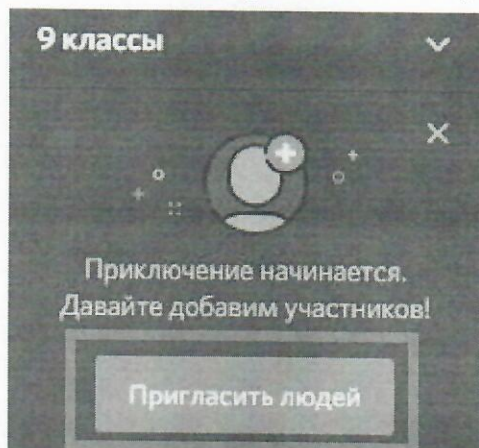 9 классы
Приключение начинается.
Давайте добавим участников!
Пригласить людей